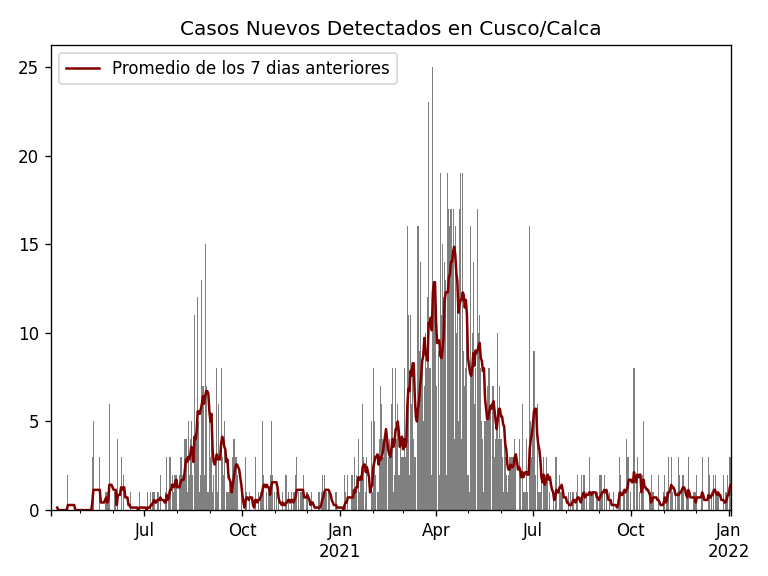 Casos Nuevos Detectados en Cusco/Calca
Promedio de los 7 dias anteriores
25
20
15
10
5
0
Jul Oct Jan Apr Jul Oct Jan
2021 2022